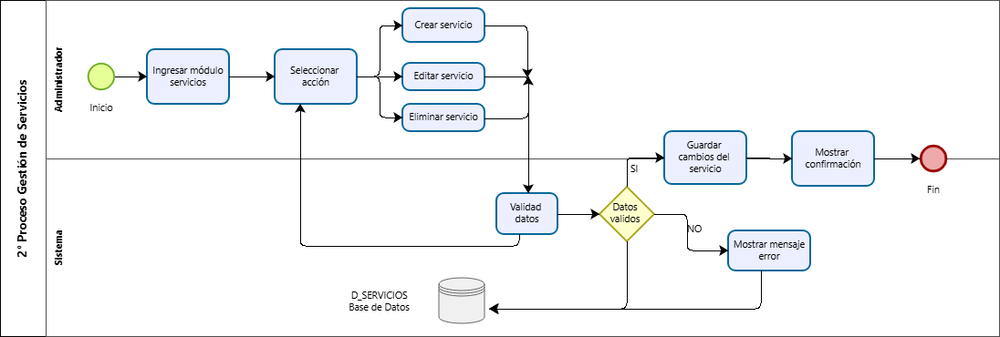 2° Proceso Gestión de Servicios
Administrador
Inicio
Ingresar módulo
servicios
Seleccionar
acción
Crear servicio
Editar servicio
Eliminar servicio
Guardar
cambios del
servicio
Mostrar
confirmación
Fin
Sistema
Validad
datos
Datos
validos
SI
NO
Mostrar mensaje
error
D_SERVICIOS
Base de Datos